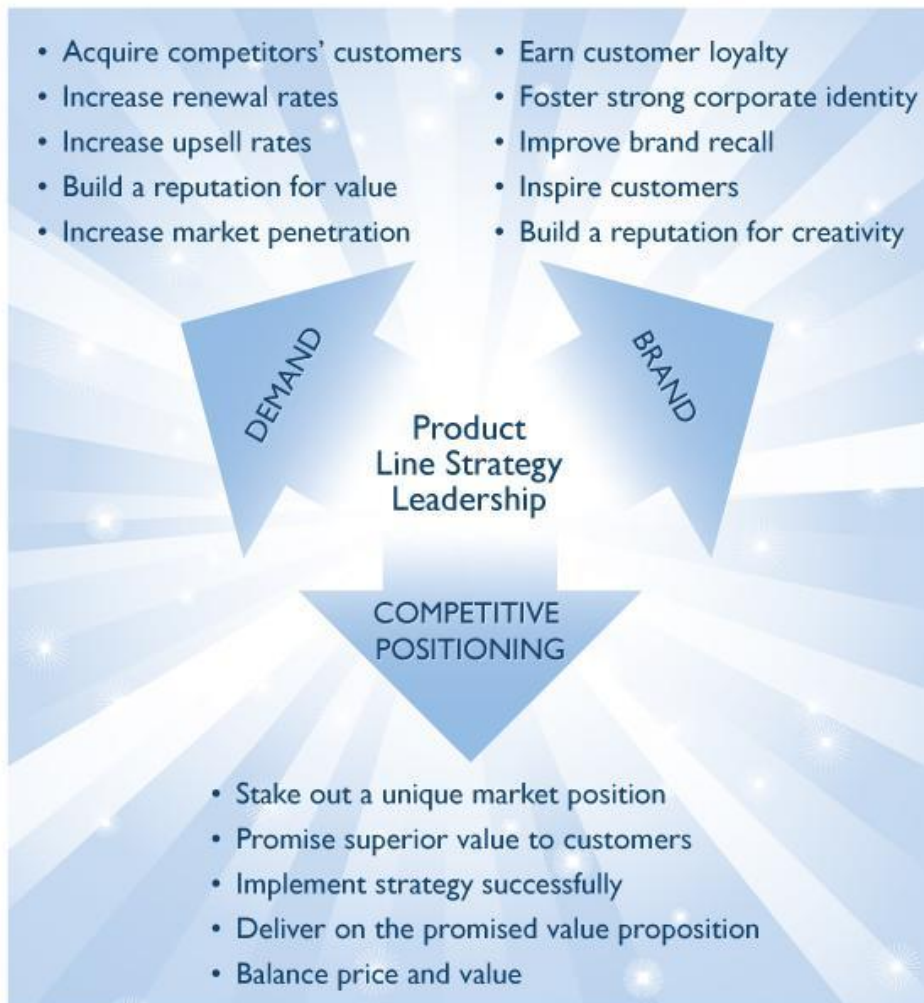 • Acquire competitors' customers
• Increase renewal rates
• Increase upsell rates
• Build a reputation for value
• Increase market penetration
• Earn customer loyalty
• Foster strong corporate identity
• Improve brand recall
• Inspire customers
• Build a reputation for creativity
DEMAND
BRAND
Product
Line Strategy
Leadership
COMPETITIVE
POSITIONING
• Stake out a unique market position
• Promise superior value to customers
• Implement strategy successfully
• Deliver on the promised value proposition
• Balance price and value